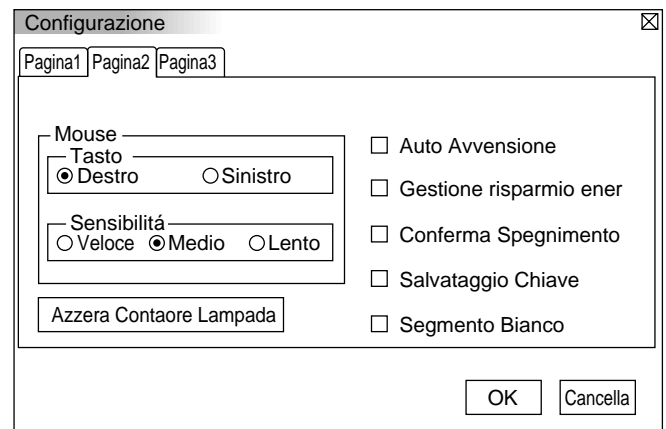 Configurazione
Pagina1 Pagina2 Pagina3
Mouse
Tasto
Destro Sinistro
Sensibilitá
Veloce Medio Lento
Azzera Contaore Lampada
Auto Avvensione
Gestione risparmio ener
Conferma Spegnimento
Salvataggio Chiave
Segmento Bianco
OK Cancella